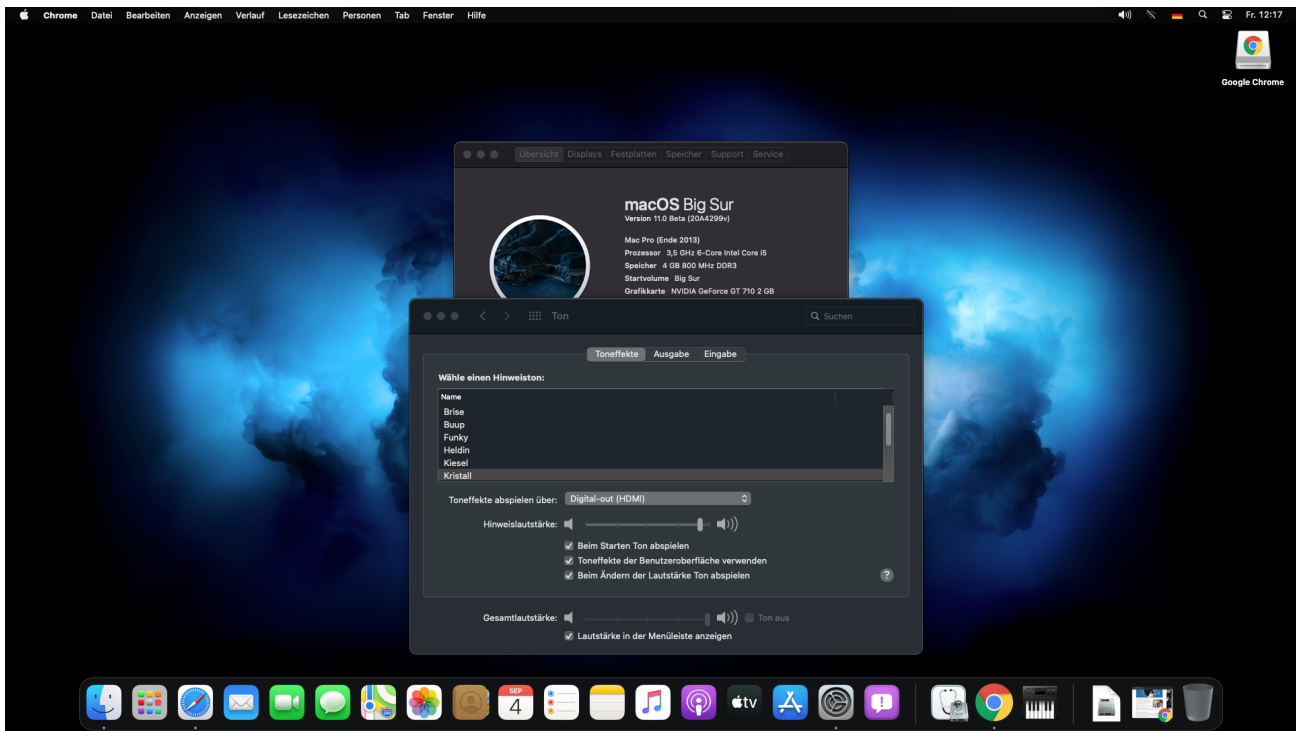 Chrome Datei Bearbeiten Anzeigen Verlauf Lesezeichen Personen Tab Fenster Hilfe Fr. 12:17
Google Chrome
Übersicht Displays Festplatten Speicher Support Service
macOS Big Sur
Version 11.0 Beta (20A4299v)
Mac Pro (Ende 2013)
Prozessor 3,5 GHz 6-Core Intel Core i5
Speicher 4 GB 800 MHz DDR3
Startvolume Big Sur
Grafikkarte NVIDIA GeForce GT 710 2 GB
Ton Suchen
Toneffekte Ausgabe Eingabe
Wähle einen Hinweiston:
Name
Brise
Buup
Funky
Heldin
Kiesel
Kristall
Toneffekte abspielen über: Digital-out (HDMI)
Hinweislautstärke:
Beim Starten Ton abspielen
Toneffekte der Benutzeroberfläche verwenden
Beim Ändern der Lautstärke Ton abspielen ?
Gesamtlautstärke: Ton aus
Lautstärke in der Menüleiste anzeigen
SEP
4
tv